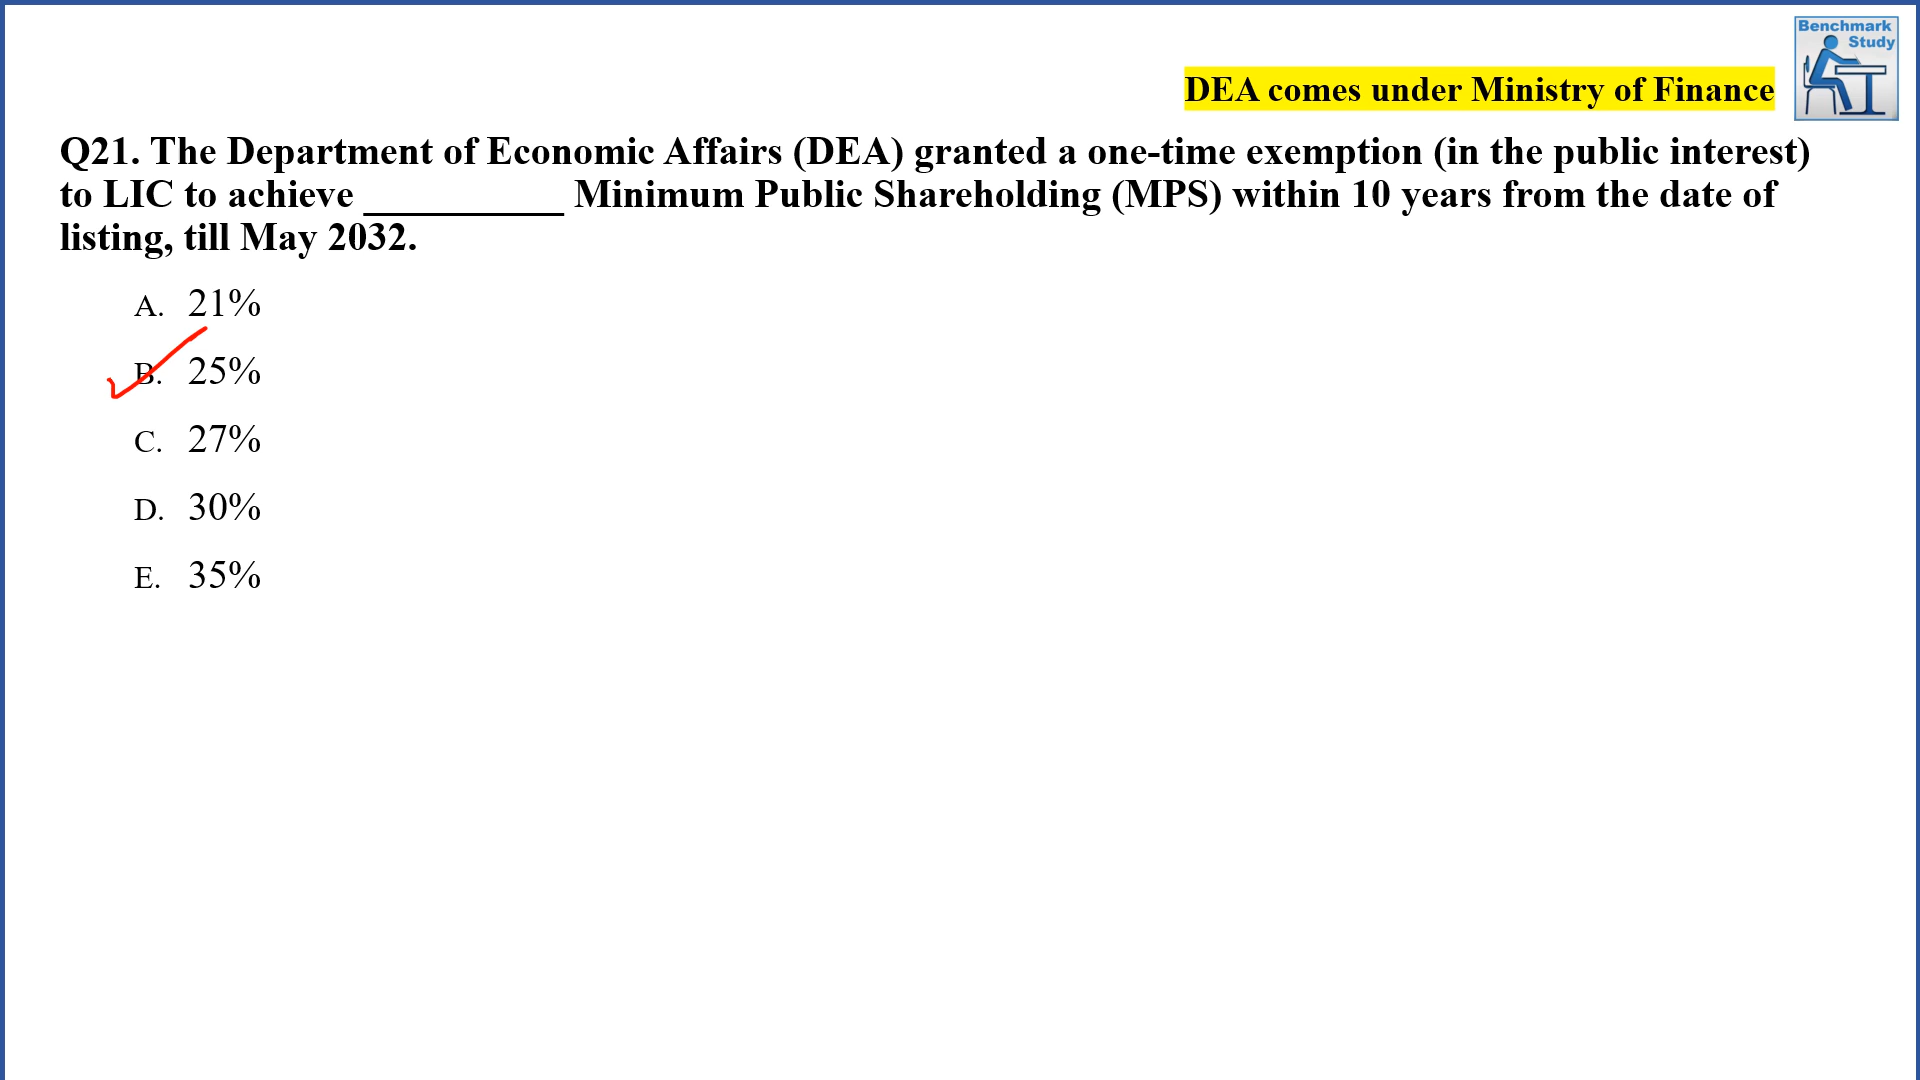 Benchmark
Study
DEA comes under Ministry of Finance
Q21. The Department of Economic Affairs (DEA) granted a one-time exemption (in the public interest)
to LIC to achieve __________ Minimum Public Shareholding (MPS) within 10 years from the date of
listing, till May 2032.
A. 21%
B. 25%
C. 27%
D. 30%
E. 35%